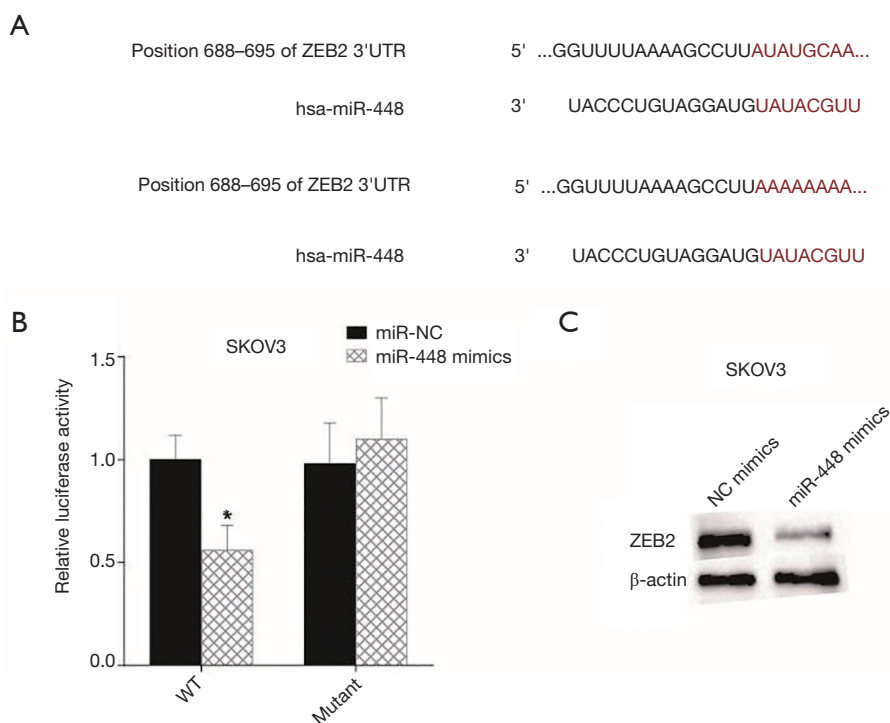 A
Position 688–695 of ZEB2 3'UTR 5' ...GGUUUUAAAAGCCUUAUAUGCAA...
hsa-miR-448 3' UACCCUGUAGGAUGUAUACGUU
Position 688–695 of ZEB2 3'UTR 5' ...GGUUUUAAAAGCCUUAAAAAAAA...
hsa-miR-448 3' UACCCUGUAGGAUGUAUACGUU
B
SKOV3
miR-NC
miR-448 mimics
Relative luciferase activity
1.5
1.0
0.5
0.0
*
WT
Mutant
C
SKOV3
NC mimics
miR-448 mimics
ZEB2
β-actin